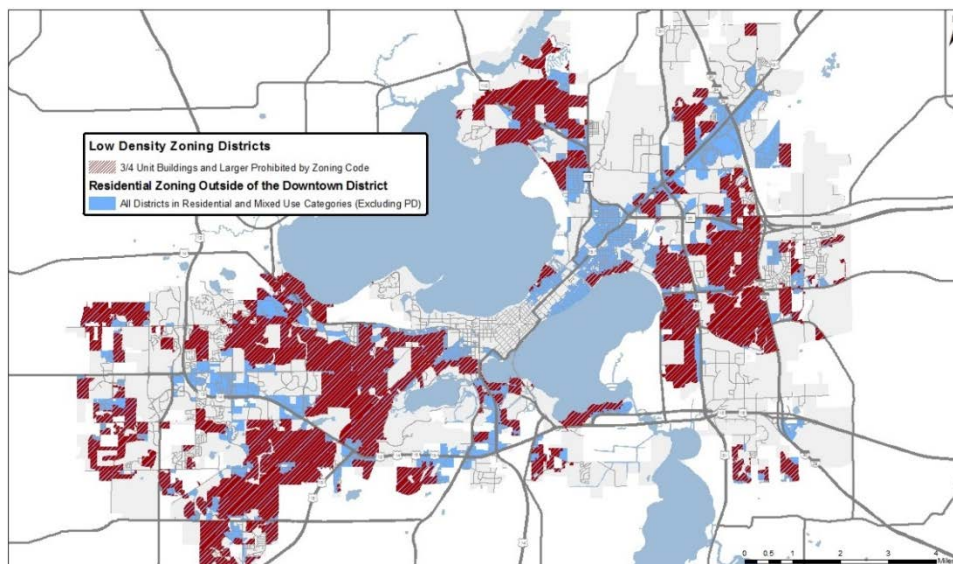 Low Density Zoning Districts
3/4 Unit Buildings and Larger Prohibited by Zoning Code
Residential Zoning Outside of the Downtown District
All Districts in Residential and Mixed Use Categories (Excluding PD)
0 0.5 1 2 3 4
Miles